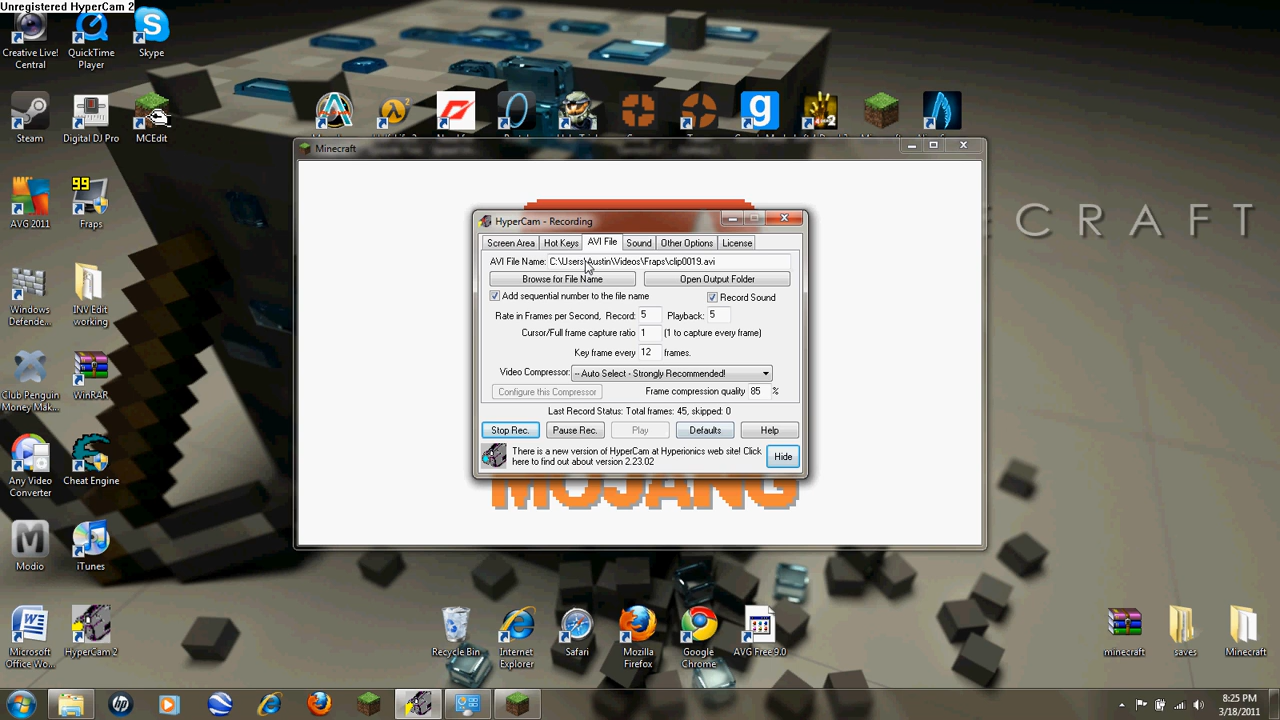 Unregistered HyperCam 2
Creative Live! Central
QuickTime Player
Skype
Steam
Digital DJ Pro
MCEdit
AVG 2011
99
Fraps
Windows Defende...
INV Edit working
Club Penguin Money Mak...
WinRAR
Any Video Converter
Cheat Engine
Modio
iTunes
Microsoft Office Wo...
HyperCam 2
Minecraft
CRAFT
HyperCam - Recording
Screen Area
Hot Keys
AVI File
Sound
Other Options
License
AVI File Name: C:\Users\Austin\Videos\Fraps\clip0019.avi
Browse for File Name
Open Output Folder
Add sequential number to the file name
Record Sound
Rate in Frames per Second, Record: 5 Playback: 5
Cursor/Full frame capture ratio 1 (1 to capture every frame)
Key frame every 12 frames.
Video Compressor: -- Auto Select - Strongly Recommended!
Configure this Compressor
Frame compression quality 85 %
Last Record Status: Total frames: 45, skipped: 0
Stop Rec.
Pause Rec.
Play
Defaults
Help
There is a new version of HyperCam at Hyperionics web site! Click
here to find out about version 2.23.02
Hide
MOJANG
Recycle Bin
Internet Explorer
Safari
Mozilla Firefox
Google Chrome
AVG Free 9.0
minecraft
saves
Minecraft
8:25 PM
3/18/2011